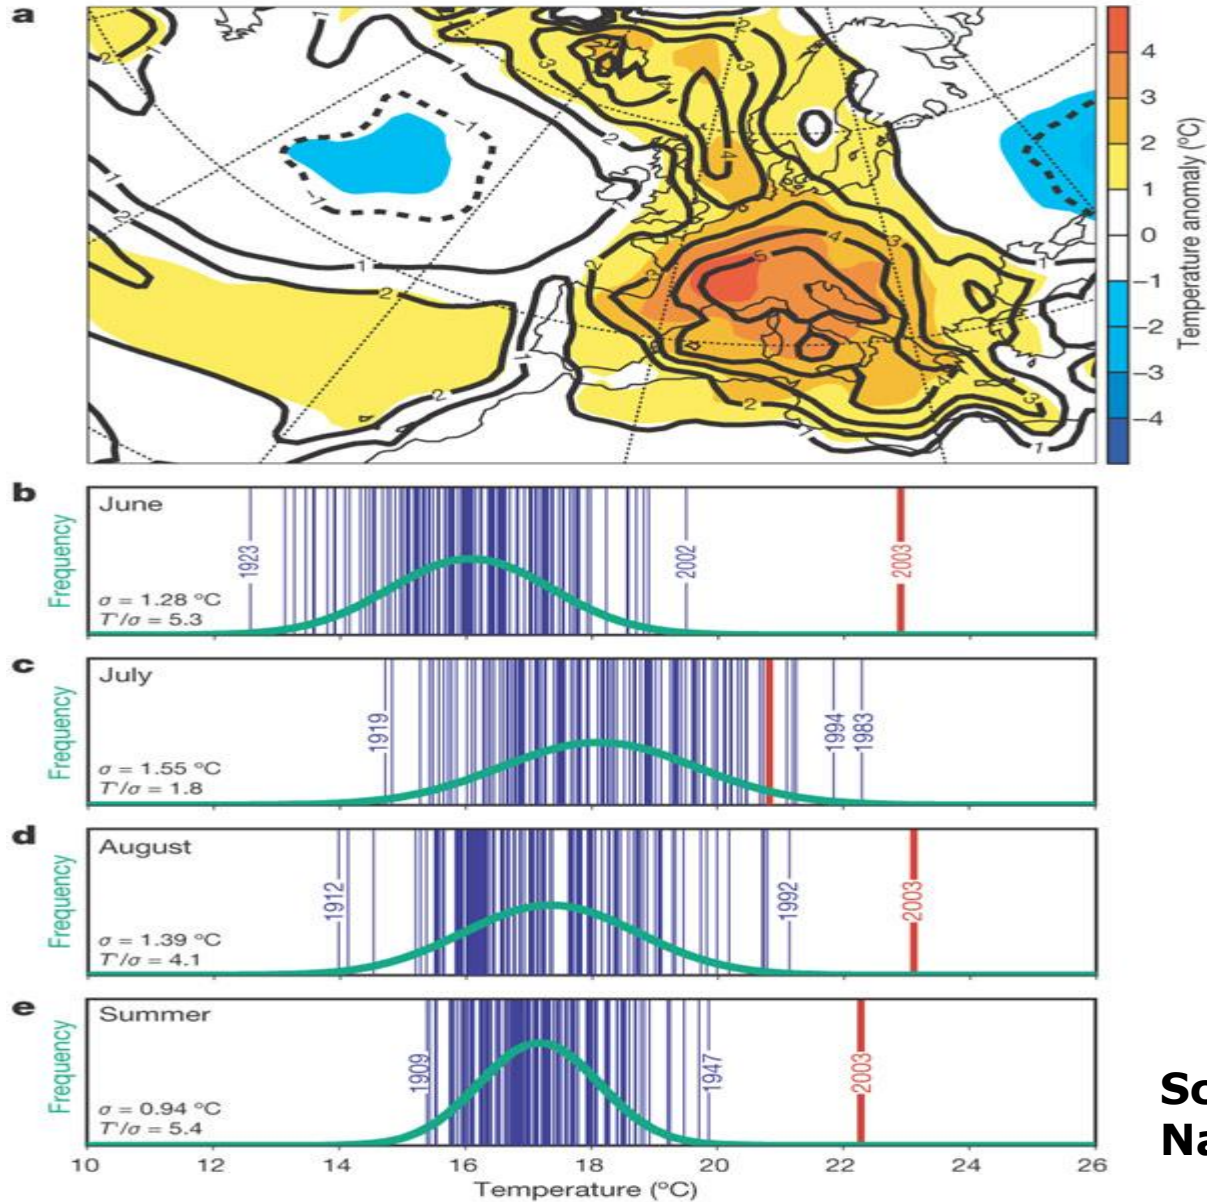 a
4
3
2
1
0
−1
−2
−3
−4
Temperature anomaly (°C)
b
June
Frequency
1923
2002
2003
σ = 1.28 °C
T'/σ = 5.3
c
July
Frequency
1919
1994
1983
σ = 1.55 °C
T'/σ = 1.8
d
August
Frequency
1912
1992
2003
σ = 1.39 °C
T'/σ = 4.1
e
Summer
Frequency
1909
1947
2003
σ = 0.94 °C
T'/σ = 5.4
10 12 14 16 18 20 22 24 26
Temperature (°C)